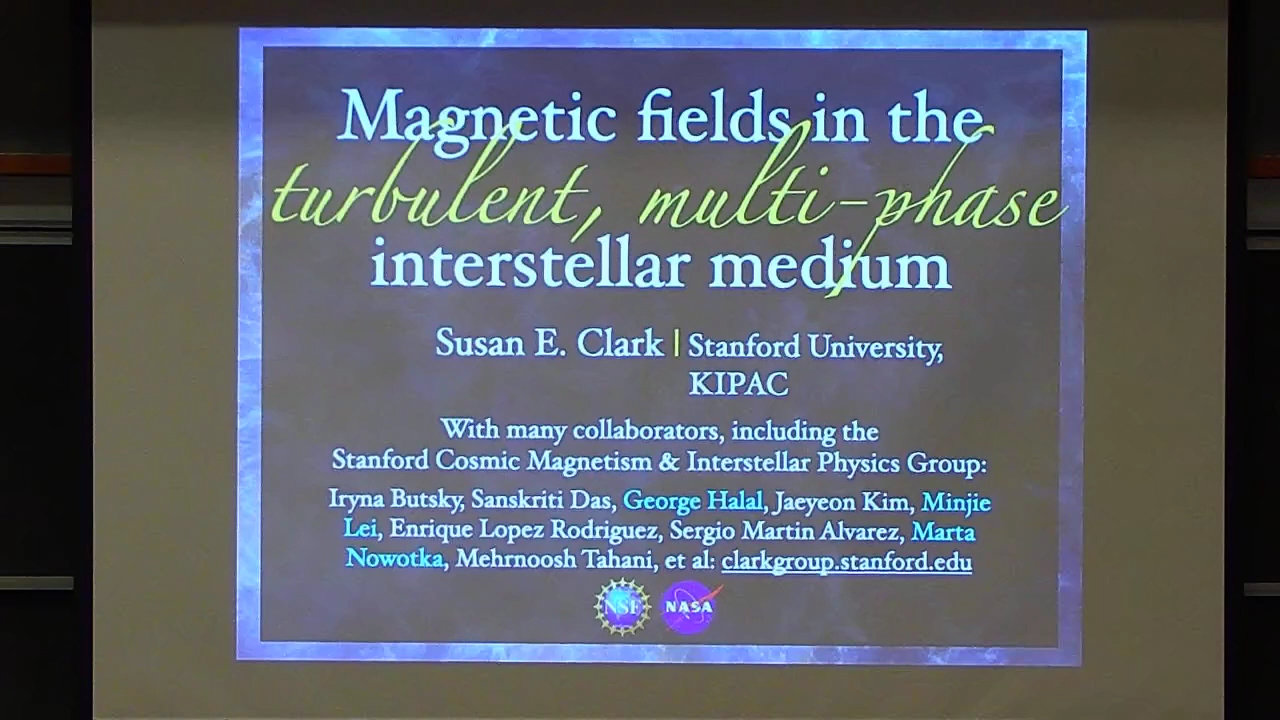 Magnetic fields in the
turbulent, multi-phase
interstellar medium
Susan E. Clark | Stanford University,
KIPAC
With many collaborators, including the
Stanford Cosmic Magnetism & Interstellar Physics Group:
Iryna Butsky, Sanskriti Das, George Halal, Jaeyeon Kim, Minjie
Lei, Enrique Lopez Rodriguez, Sergio Martin Alvarez, Marta
Nowotka, Mehrnoosh Tahani, et al: clarkgroup.stanford.edu
NSF NASA